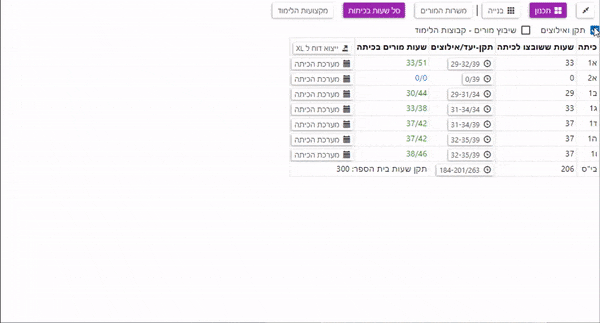 תכנון בנייה | משרות המורים סל שעות בכיתות מקצועות הלימוד
תקן ואילוצים שיבוץ מורים - קבוצות הלימוד
כיתה שעות ששובצו לכיתה תקן-יעד/אילוצים שעות מורים בכיתה ייצוא דוח ל XL
א1 33 29-32/39 33/51 מערכת הכיתה
א2 0 0/39 0/0 מערכת הכיתה
ב1 29 29-31/34 30/44 מערכת הכיתה
ג1 33 31-34/34 33/38 מערכת הכיתה
ד1 37 31-34/39 37/42 מערכת הכיתה
ה1 37 32-35/39 37/42 מערכת הכיתה
ו1 37 32-35/39 38/46 מערכת הכיתה
בי"ס 206 184-201/263 תקן שעות בית הספר: 300